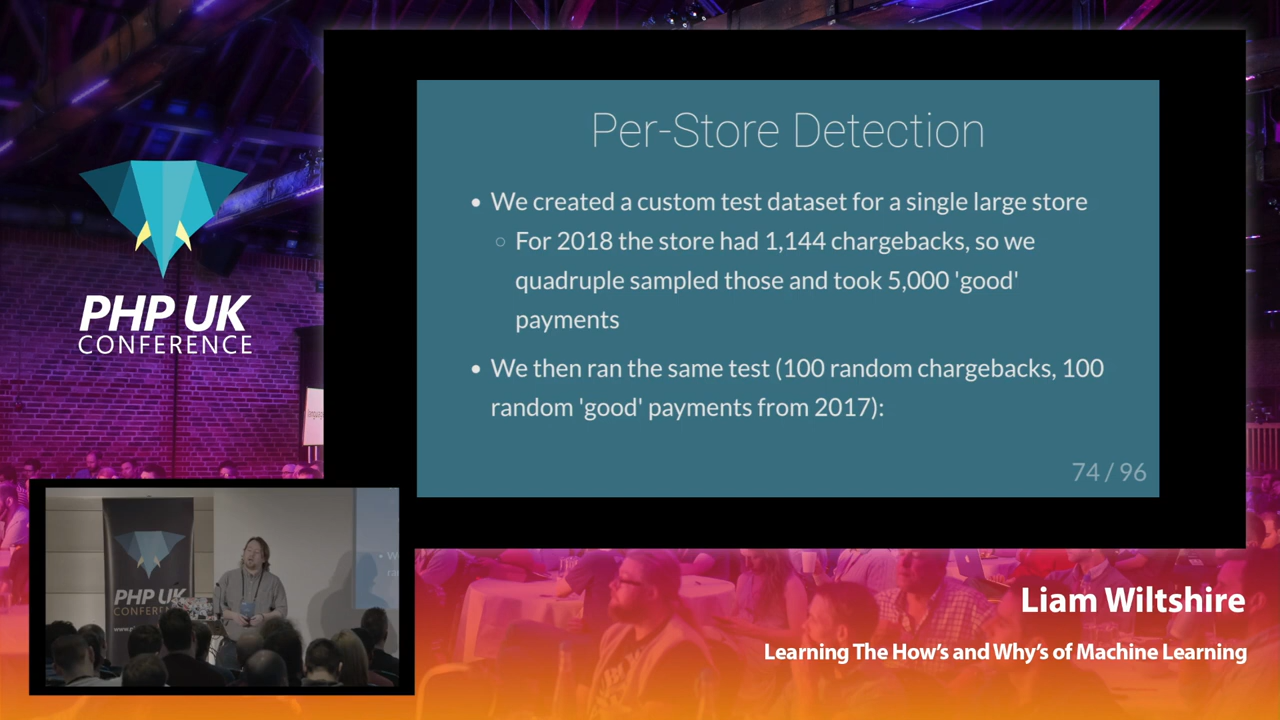 Per-Store Detection
• We created a custom test dataset for a single large store
○ For 2018 the store had 1,144 chargebacks, so we
quadruple sampled those and took 5,000 'good'
payments
• We then ran the same test (100 random chargebacks, 100
random 'good' payments from 2017):
74 / 96
PHP UK
CONFERENCE
PHP UK
CONFERENCE
Liam Wiltshire
Learning The How's and Why's of Machine Learning